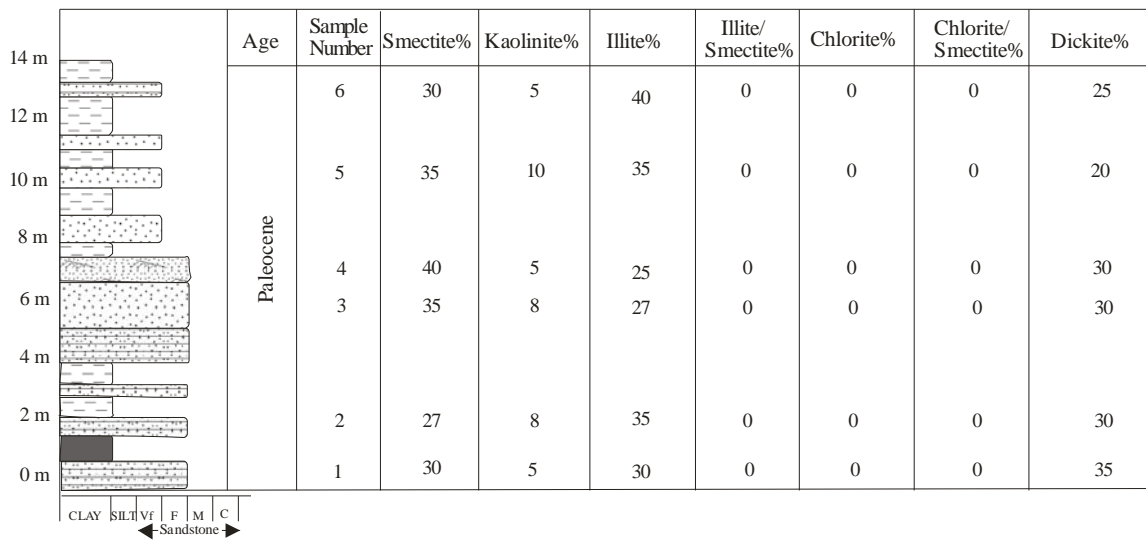 Age Sample Number Smectite% Kaolinite% Illite% Illite/ Smectite% Chlorite% Chlorite/ Smectite% Dickite%
14 m
6 30 5 40 0 0 0 25
12 m
5 35 10 35 0 0 0 20
10 m
Paleocene
8 m
4 40 5 25 0 0 0 30
6 m
3 35 8 27 0 0 0 30
4 m
2 m
2 27 8 35 0 0 0 30
0 m
1 30 5 30 0 0 0 35
CLAY SILT Vf F M C
Sandstone